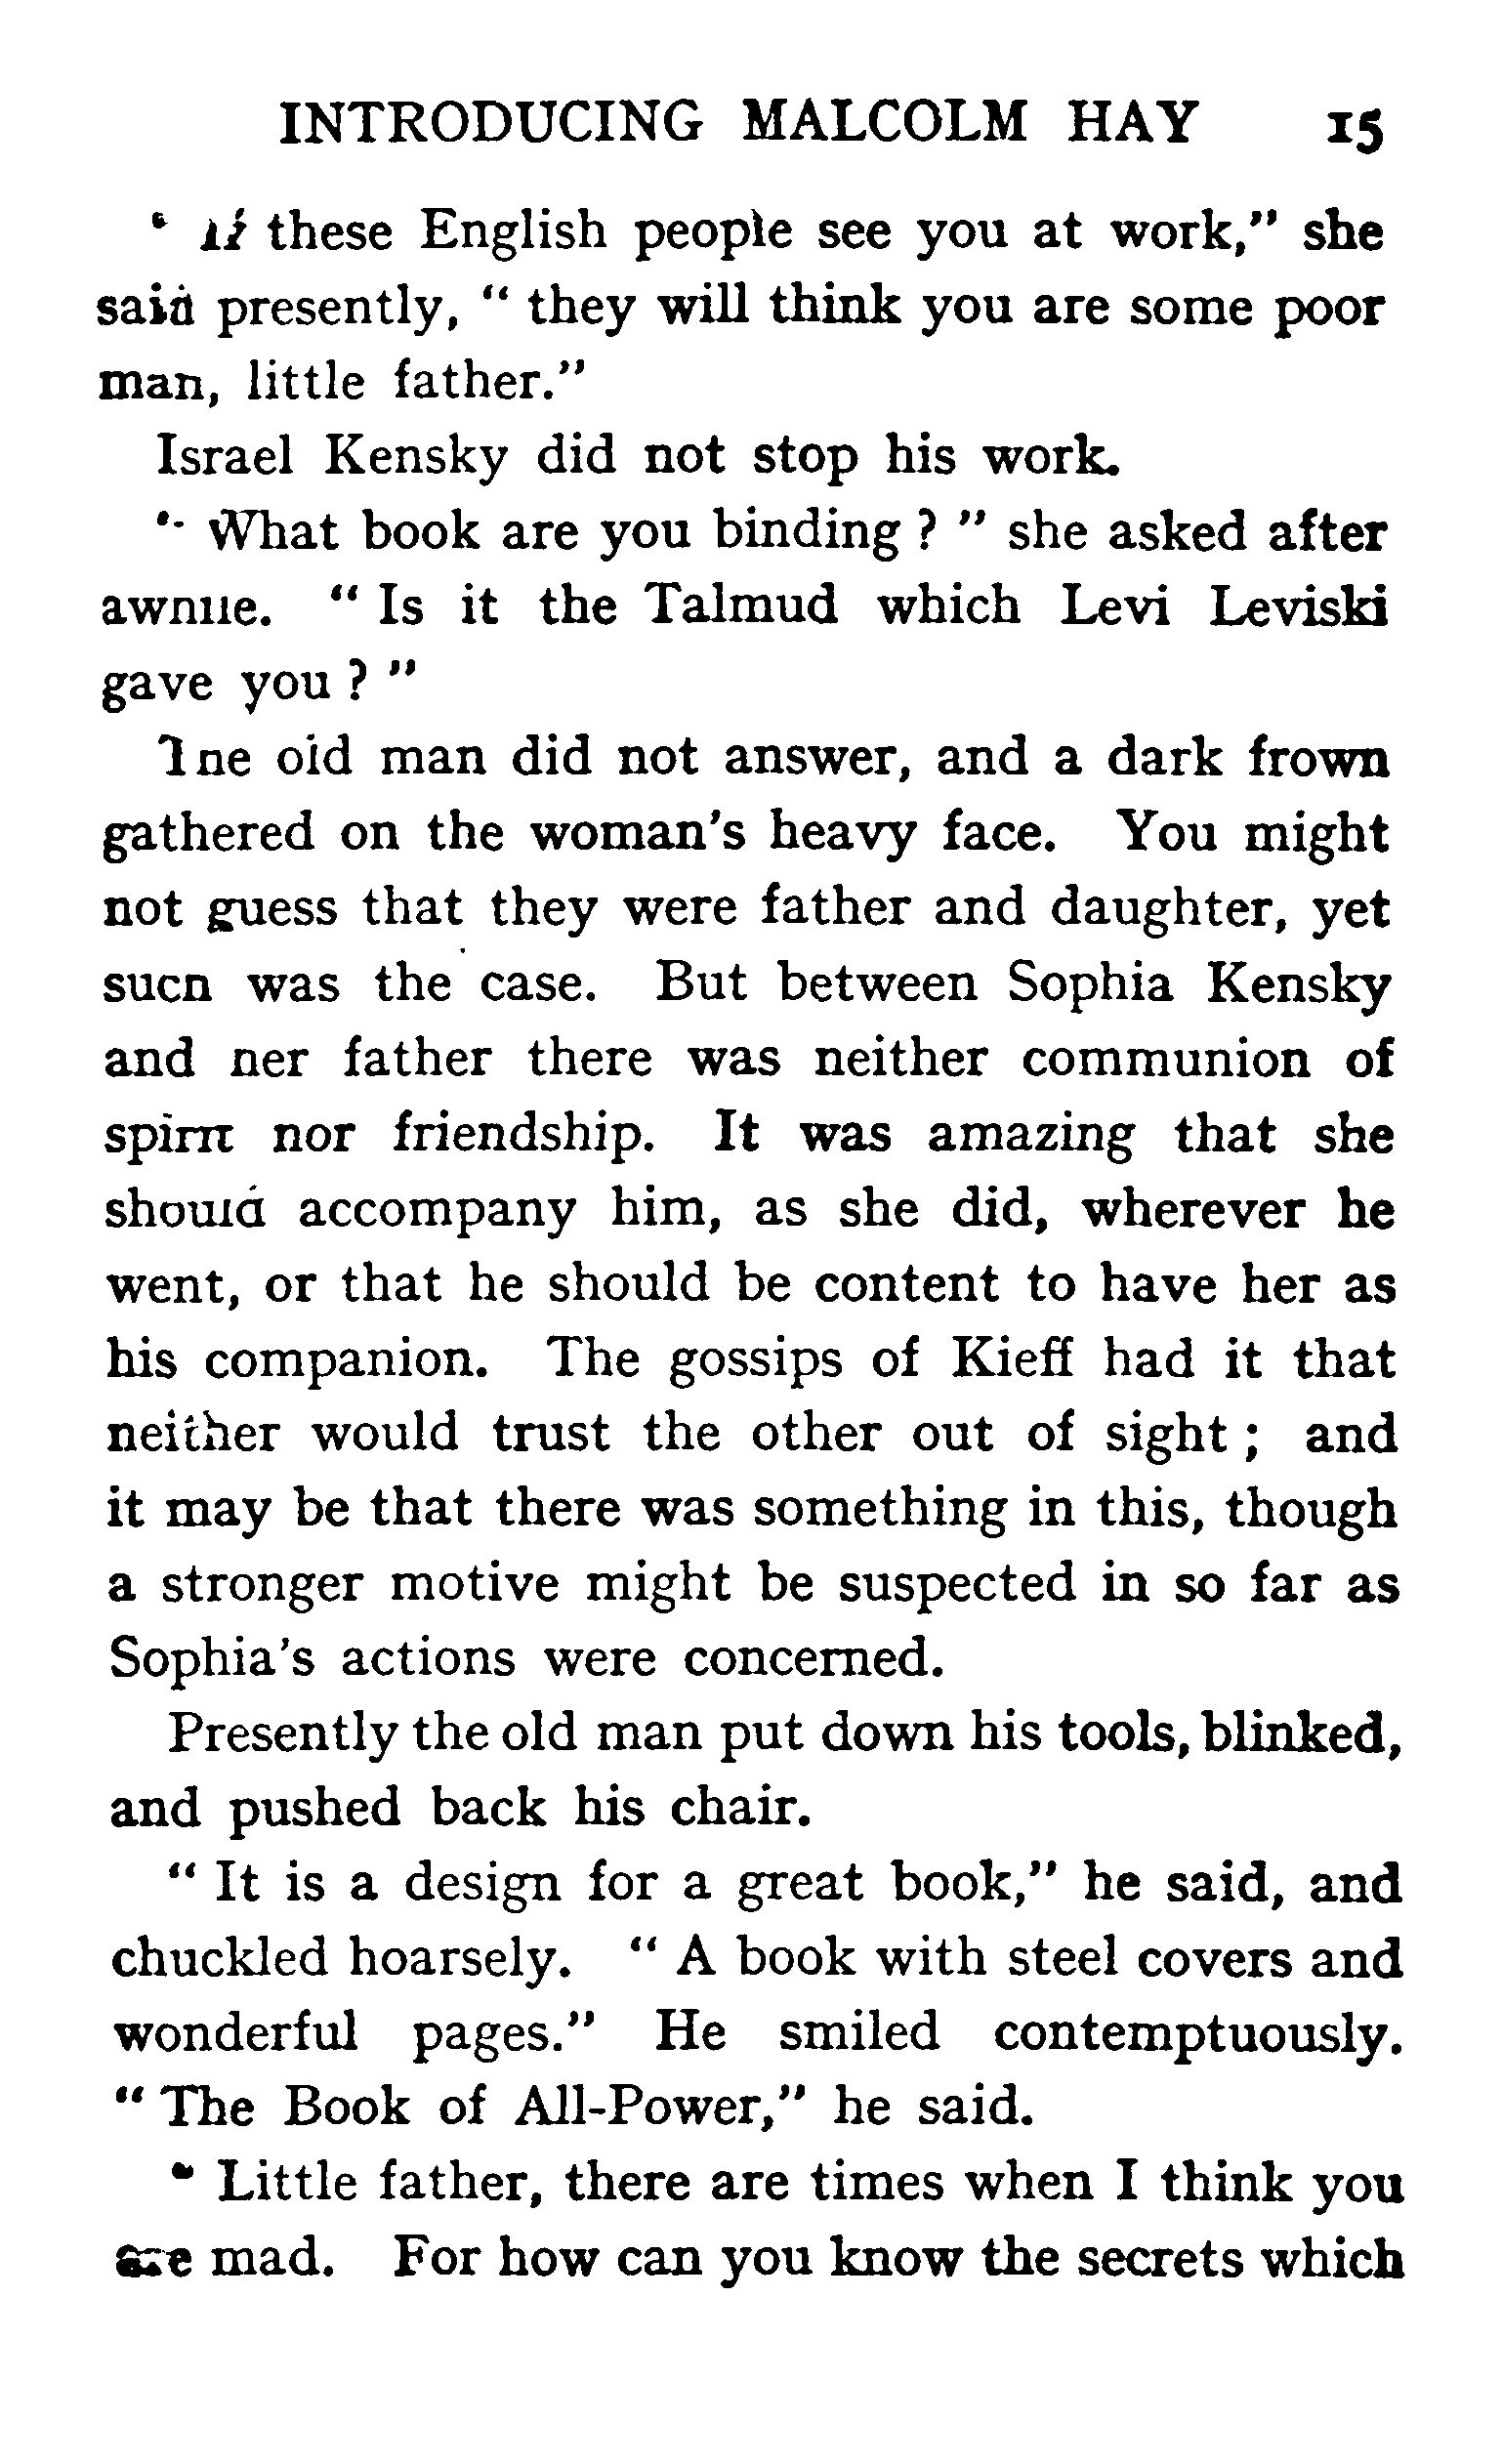 INTRODUCING MALCOLM HAY 15
“ If these English people see you at work,” she
said presently, “ they will think you are some poor
man, little father.”
Israel Kensky did not stop his work.
“ What book are you binding ? ” she asked after
awhile. “ Is it the Talmud which Levi Leviski
gave you ? ”
The old man did not answer, and a dark frown
gathered on the woman's heavy face. You might
not guess that they were father and daughter, yet
such was the case. But between Sophia Kensky
and her father there was neither communion of
spirit nor friendship. It was amazing that she
should accompany him, as she did, wherever he
went, or that he should be content to have her as
his companion. The gossips of Kieff had it that
neither would trust the other out of sight ; and
it may be that there was something in this, though
a stronger motive might be suspected in so far as
Sophia's actions were concerned.
Presently the old man put down his tools, blinked,
and pushed back his chair.
“ It is a design for a great book,” he said, and
chuckled hoarsely. “ A book with steel covers and
wonderful pages.” He smiled contemptuously.
“ The Book of All-Power,” he said.
“ Little father, there are times when I think you
are mad. For how can you know the secrets which